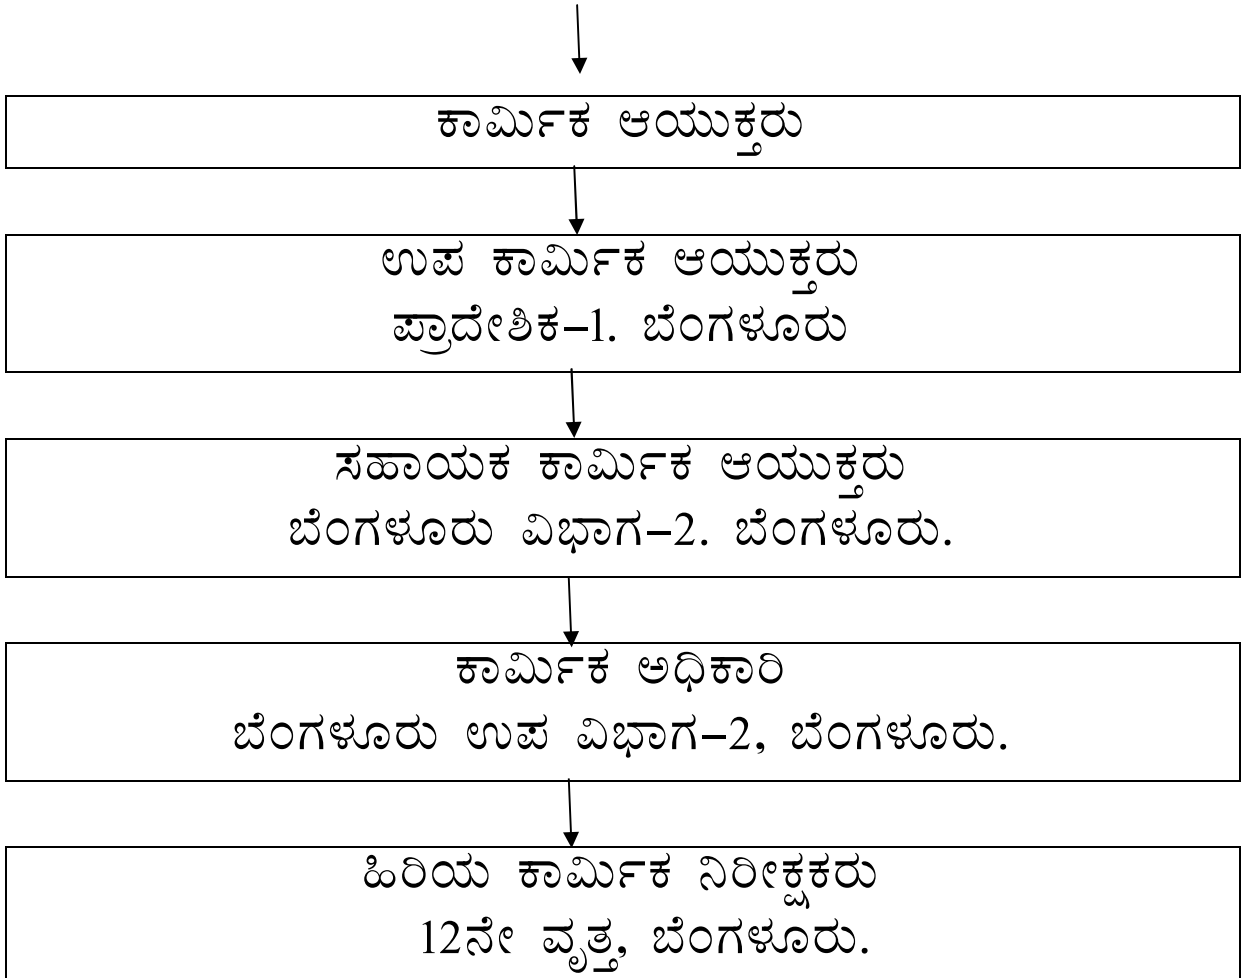 ಕಾರ್ಮಿಕ ಆಯುಕ್ತರು
ಉಪ ಕಾರ್ಮಿಕ ಆಯುಕ್ತರು
ಪ್ರಾದೇಶಿಕ–1. ಬೆಂಗಳೂರು
ಸಹಾಯಕ ಕಾರ್ಮಿಕ ಆಯುಕ್ತರು
ಬೆಂಗಳೂರು ವಿಭಾಗ–2. ಬೆಂಗಳೂರು.
ಕಾರ್ಮಿಕ ಅಧಿಕಾರಿ
ಬೆಂಗಳೂರು ಉಪ ವಿಭಾಗ–2, ಬೆಂಗಳೂರು.
ಹಿರಿಯ ಕಾರ್ಮಿಕ ನಿರೀಕ್ಷಕರು
12ನೇ ವೃತ್ತ, ಬೆಂಗಳೂರು.